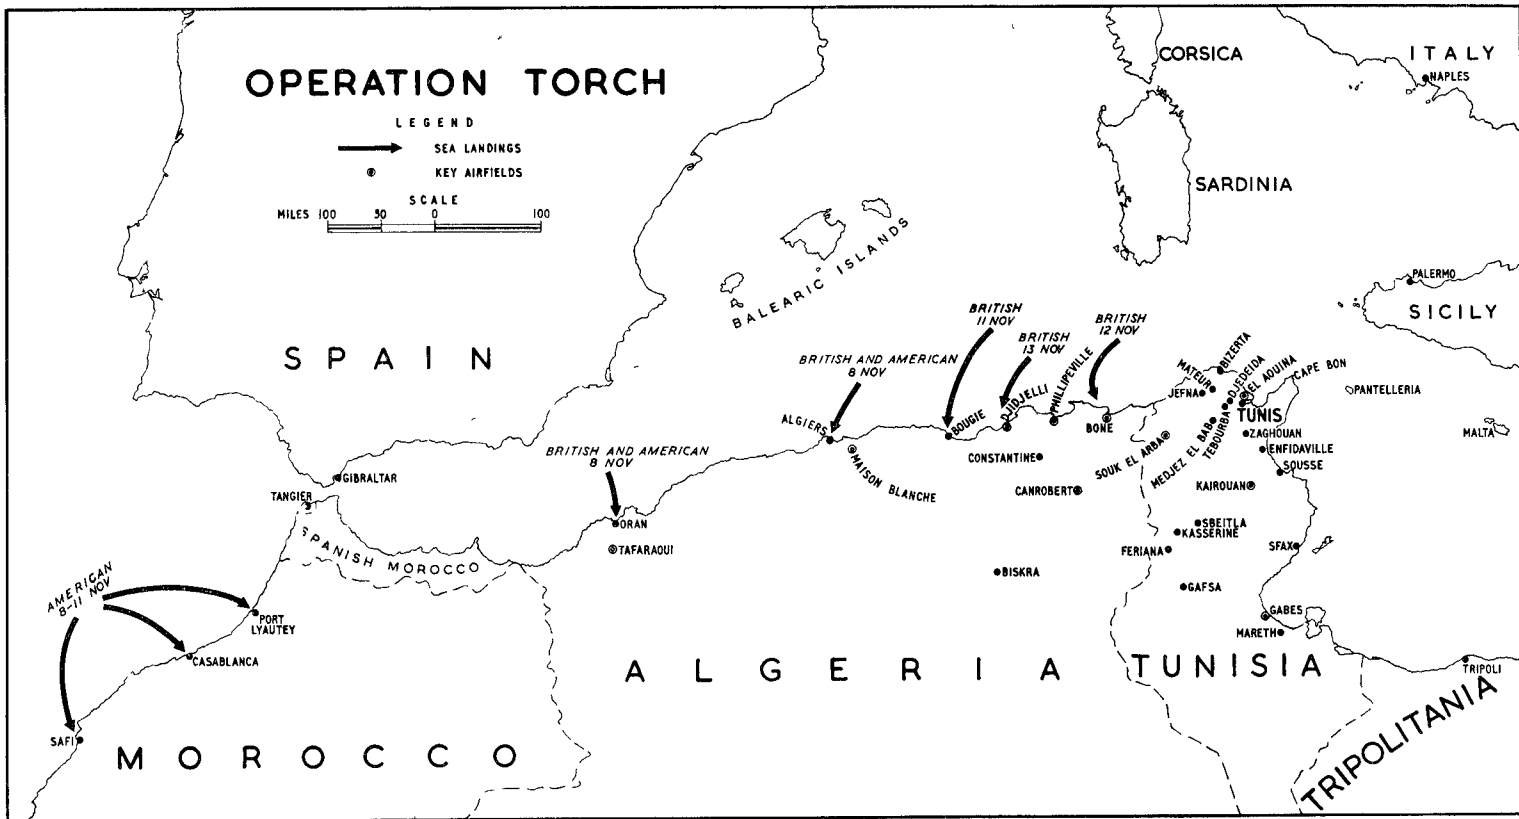 OPERATION TORCH
LEGEND
SEA LANDINGS
KEY AIRFIELDS
SCALE
MILES 100 50 0 100
CORSICA
ITALY
NAPLES
SARDINIA
BALEARIC ISLANDS
PALERMO
SICILY
SPAIN
BRITISH
11 NOV
BRITISH
13 NOV
BRITISH
12 NOV
BRITISH AND AMERICAN
8 NOV
BRITISH AND AMERICAN
8 NOV
AMERICAN
8-11 NOV
GIBRALTAR
TANGIER
SPANISH MOROCCO
PORT
LYAUTEY
CASABLANCA
SAFI
MOROCCO
ORAN
TAFARAOUI
ALGIERS
MAISON BLANCHE
BOUGIE
DJIDJELLI
PHILLIPEVILLE
BONE
CONSTANTINE
CANROBERT
BISKRA
ALGERIA
SOUK EL ARBA
MEDJEZ EL BAB
TEBOURBA
JEFNA
MATEUR
BIZERTA
DJEDEIDA
EL AOUINA
CAPE BON
TUNIS
ZAGHOUAN
ENFIDAVILLE
SOUSSE
KAIROUAN
PANTELLERIA
MALTA
SBEITLA
KASSERINE
FERIANA
SFAX
GAFSA
GABES
MARETH
TUNISIA
TRIPOLI
TRIPOLITANIA